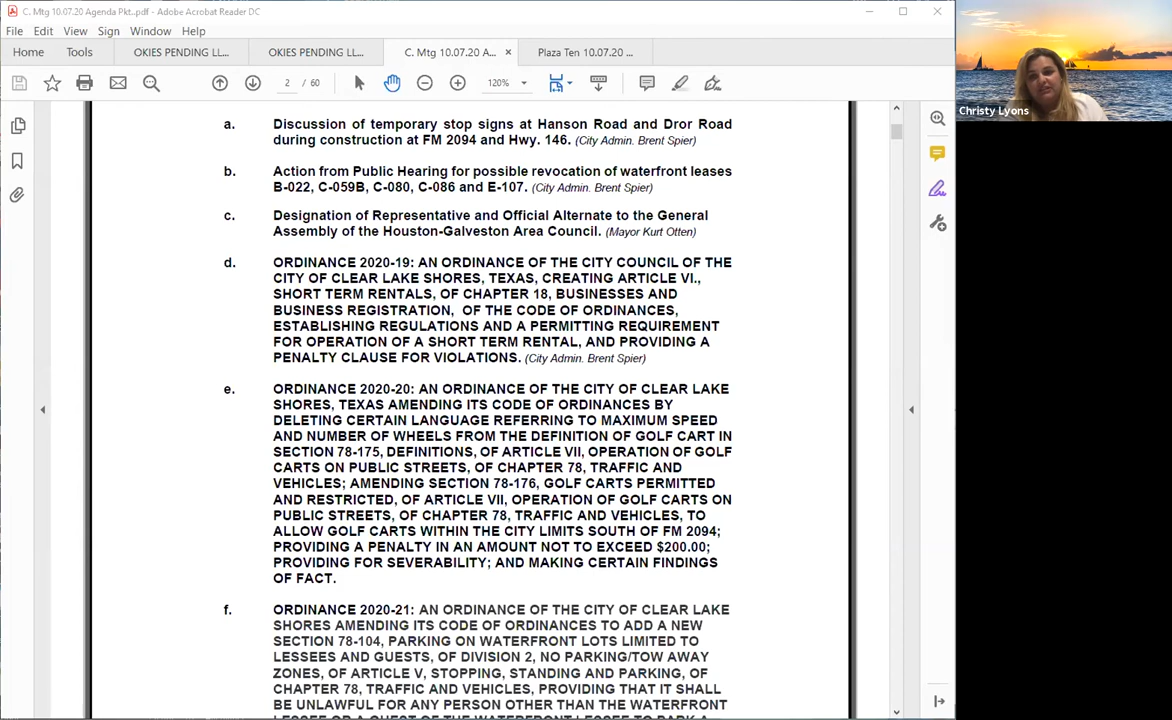 C. Mtg 10.07.20 Agenda Pkt...pdf - Adobe Acrobat Reader DC
File Edit View Sign Window Help
Home Tools OKIES PENDING LL... OKIES PENDING LL... C. Mtg 10.07.20 A... × Plaza Ten 10.07.20 ...
2 / 60 120%
Christy Lyons
a. Discussion of temporary stop signs at Hanson Road and Dror Road
during construction at FM 2094 and Hwy. 146. (City Admin. Brent Spier)
b. Action from Public Hearing for possible revocation of waterfront leases
B-022, C-059B, C-080, C-086 and E-107. (City Admin. Brent Spier)
c. Designation of Representative and Official Alternate to the General
Assembly of the Houston-Galveston Area Council. (Mayor Kurt Otten)
d. ORDINANCE 2020-19: AN ORDINANCE OF THE CITY COUNCIL OF THE
CITY OF CLEAR LAKE SHORES, TEXAS, CREATING ARTICLE VI.,
SHORT TERM RENTALS, OF CHAPTER 18, BUSINESSES AND
BUSINESS REGISTRATION, OF THE CODE OF ORDINANCES,
ESTABLISHING REGULATIONS AND A PERMITTING REQUIREMENT
FOR OPERATION OF A SHORT TERM RENTAL, AND PROVIDING A
PENALTY CLAUSE FOR VIOLATIONS. (City Admin. Brent Spier)
e. ORDINANCE 2020-20: AN ORDINANCE OF THE CITY OF CLEAR LAKE
SHORES, TEXAS AMENDING ITS CODE OF ORDINANCES BY
DELETING CERTAIN LANGUAGE REFERRING TO MAXIMUM SPEED
AND NUMBER OF WHEELS FROM THE DEFINITION OF GOLF CART IN
SECTION 78-175, DEFINITIONS, OF ARTICLE VII, OPERATION OF GOLF
CARTS ON PUBLIC STREETS, OF CHAPTER 78, TRAFFIC AND
VEHICLES; AMENDING SECTION 78-176, GOLF CARTS PERMITTED
AND RESTRICTED, OF ARTICLE VII, OPERATION OF GOLF CARTS ON
PUBLIC STREETS, OF CHAPTER 78, TRAFFIC AND VEHICLES, TO
ALLOW GOLF CARTS WITHIN THE CITY LIMITS SOUTH OF FM 2094;
PROVIDING A PENALTY IN AN AMOUNT NOT TO EXCEED $200.00;
PROVIDING FOR SEVERABILITY; AND MAKING CERTAIN FINDINGS
OF FACT.
f. ORDINANCE 2020-21: AN ORDINANCE OF THE CITY OF CLEAR LAKE
SHORES AMENDING ITS CODE OF ORDINANCES TO ADD A NEW
SECTION 78-104, PARKING ON WATERFRONT LOTS LIMITED TO
LESSEES AND GUESTS, OF DIVISION 2, NO PARKING/TOW AWAY
ZONES, OF ARTICLE V, STOPPING, STANDING AND PARKING, OF
CHAPTER 78, TRAFFIC AND VEHICLES, PROVIDING THAT IT SHALL
BE UNLAWFUL FOR ANY PERSON OTHER THAN THE WATERFRONT
LESSEE OR A GUEST OF THE WATERFRONT LESSEE TO PARK A